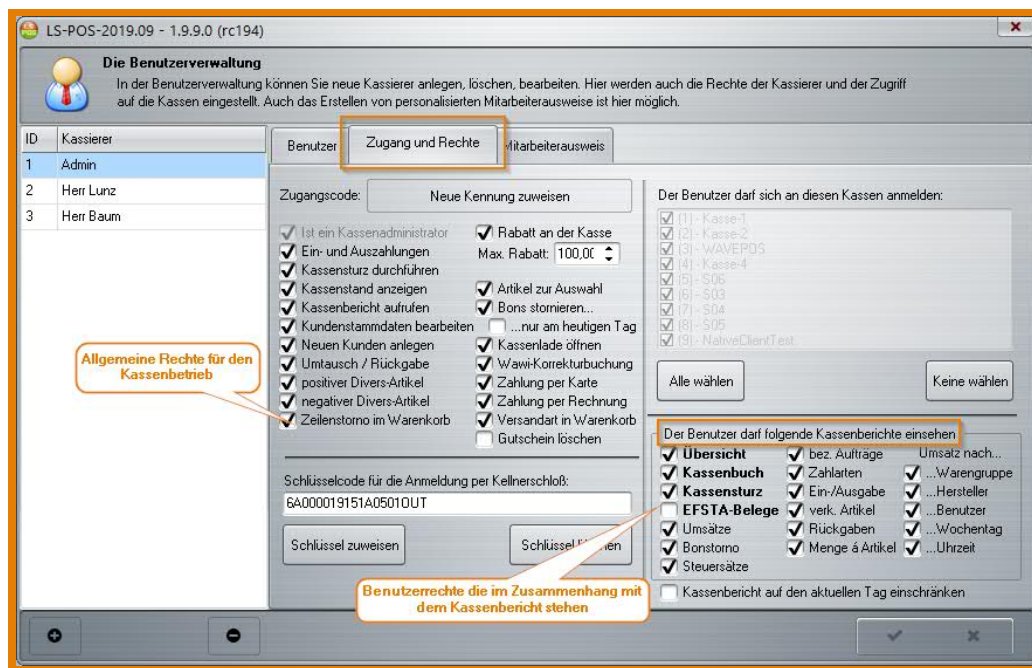 LS-POS-2019.09 - 1.9.9.0 (rc194)
Die Benutzerverwaltung
In der Benutzerverwaltung können Sie neue Kassierer anlegen, löschen, bearbeiten. Hier werden auch die Rechte der Kassierer und der Zugriff
auf die Kassen eingestellt. Auch das Erstellen von personalisierten Mitarbeiterausweise ist hier möglich.
ID Kassierer
1 Admin
2 Herr Lunz
3 Herr Baum
Benutzer
Zugang und Rechte
Mitarbeiterausweis
Zugangscode:
Neue Kennung zuweisen
Ist ein Kassenadministrator
Ein- und Auszahlungen
Kassensturz durchführen
Kassenstand anzeigen
Kassenbericht aufrufen
Kundenstammdaten bearbeiten
Neuen Kunden anlegen
Umtausch / Rückgabe
positiver Divers-Artikel
negativer Divers-Artikel
Zeilenstorno im Warenkorb
Rabatt an der Kasse
Max. Rabatt: 100,00
Artikel zur Auswahl
Bons stornieren...
...nur am heutigen Tag
Kassenlade öffnen
Wawi-Korrekturbuchung
Zahlung per Karte
Zahlung per Rechnung
Versandart in Warenkorb
Gutschein löschen
Allgemeine Rechte für den
Kassenbetrieb
Schlüsselcode für die Anmeldung per Kellnerschloß:
6A000019151A0501OUT
Schlüssel zuweisen
Schlüssel
Benutzerrechte die im Zusammenhang mit
dem Kassenbericht stehen
Der Benutzer darf sich an diesen Kassen anmelden:
(1) - Kasse-1
(2) - Kasse-2
(3) - WAVEPOS
(4) - Kasse-4
(5) - S06
(6) - S03
(7) - S04
(8) - S05
(9) - NativeClientTest
Alle wählen
Keine wählen
Der Benutzer darf folgende Kassenberichte einsehen
Übersicht
Kassenbuch
Kassensturz
EFSTA-Belege
Umsätze
Bonstorno
Steuersätze
bez. Aufträge
Zahlarten
Ein-/Ausgabe
verk. Artikel
Rückgaben
Menge á Artikel
Umsatz nach...
...Warengruppe
...Hersteller
...Benutzer
...Wochentag
...Uhrzeit
Kassenbericht auf den aktuellen Tag einschränken